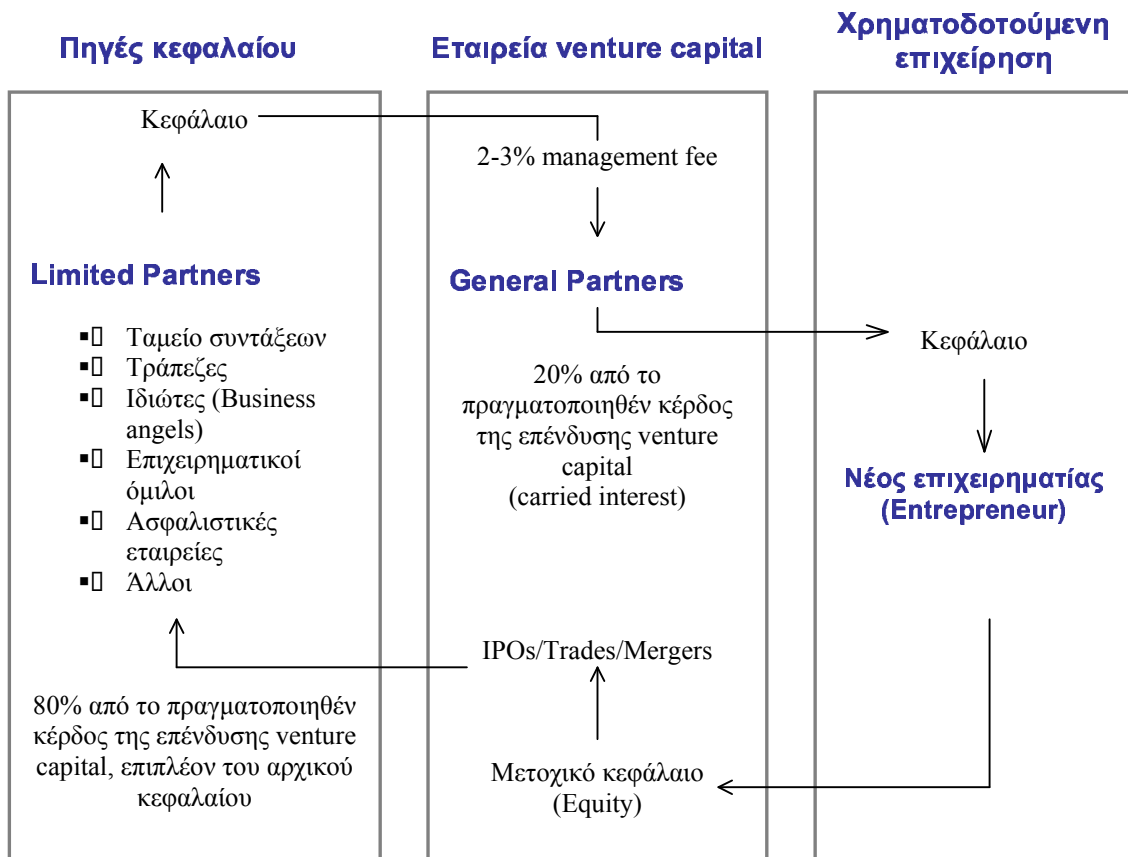 Πηγές κεφαλαίου
Εταιρεία venture capital
Χρηματοδοτούμενη
επιχείρηση
Κεφάλαιο
Limited Partners
Ταμείο συντάξεων
Τράπεζες
Ιδιώτες (Business
angels)
Επιχειρηματικοί
όμιλοι
Ασφαλιστικές
εταιρείες
Άλλοι
80% από το πραγματοποιηθέν
κέρδος της επένδυσης venture
capital, επιπλέον του αρχικού
κεφαλαίου
2-3% management fee
General Partners
20% από το
πραγματοποιηθέν κέρδος
της επένδυσης venture
capital
(carried interest)
IPOs/Trades/Mergers
Μετοχικό κεφάλαιο
(Equity)
Κεφάλαιο
Νέος επιχειρηματίας
(Entrepreneur)